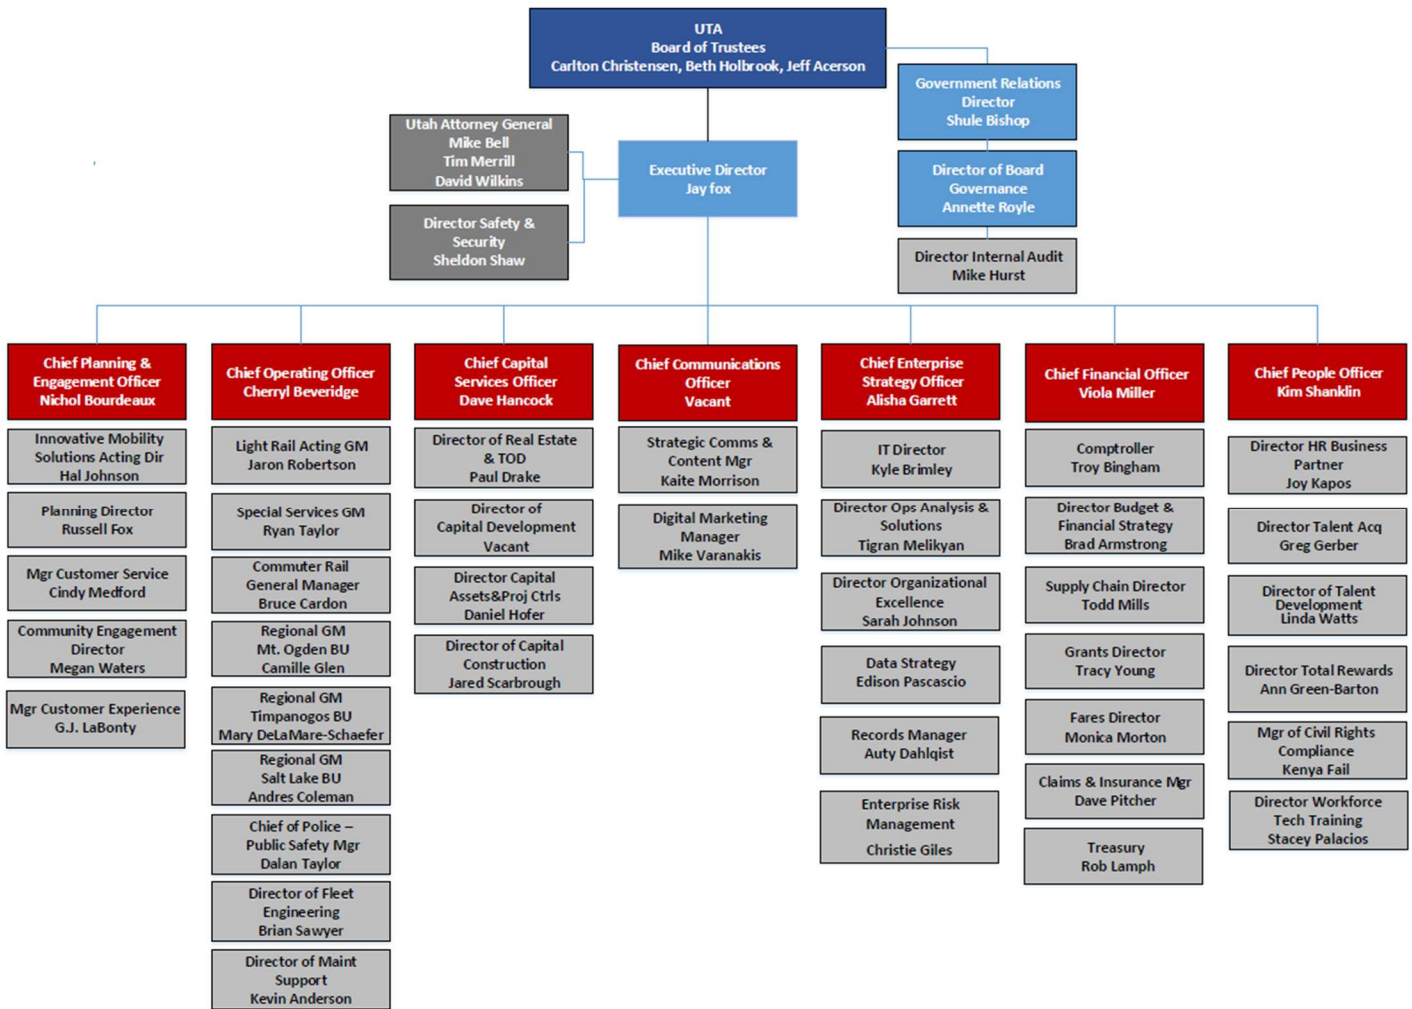 UTA
Board of Trustees
Carlton Christensen, Beth Holbrook, Jeff Acerson
Government Relations
Director
Shule Bishop
Utah Attorney General
Mike Bell
Tim Merrill
David Wilkins
Executive Director
Jay fox
Director of Board
Governance
Annette Royle
Director Safety &
Security
Sheldon Shaw
Director Internal Audit
Mike Hurst
Chief Planning &
Engagement Officer
Nichol Bourdeaux
Innovative Mobility
Solutions Acting Dir
Hal Johnson
Planning Director
Russell Fox
Mgr Customer Service
Cindy Medford
Community Engagement
Director
Megan Waters
Mgr Customer Experience
G.J. LaBonty
Chief Operating Officer
Cherryl Beveridge
Light Rail Acting GM
Jaron Robertson
Special Services GM
Ryan Taylor
Commuter Rail
General Manager
Bruce Cardon
Regional GM
Mt. Ogden BU
Camille Glen
Regional GM
Timpanogos BU
Mary DeLaMare-Schaefer
Regional GM
Salt Lake BU
Andres Coleman
Chief of Police –
Public Safety Mgr
Dalan Taylor
Director of Fleet
Engineering
Brian Sawyer
Director of Maint
Support
Kevin Anderson
Chief Capital
Services Officer
Dave Hancock
Director of Real Estate
& TOD
Paul Drake
Director of
Capital Development
Vacant
Director Capital
Assets&Proj Ctrls
Daniel Hofer
Director of Capital
Construction
Jared Scarbrough
Chief Communications
Officer
Vacant
Strategic Comms &
Content Mgr
Kaite Morrison
Digital Marketing
Manager
Mike Varanakis
Chief Enterprise
Strategy Officer
Alisha Garrett
IT Director
Kyle Brimley
Director Ops Analysis &
Solutions
Tigran Melikyan
Director Organizational
Excellence
Sarah Johnson
Data Strategy
Edison Pascascio
Records Manager
Auty Dahlqist
Enterprise Risk
Management
Christie Giles
Chief Financial Officer
Viola Miller
Comptroller
Troy Bingham
Director Budget &
Financial Strategy
Brad Armstrong
Supply Chain Director
Todd Mills
Grants Director
Tracy Young
Fares Director
Monica Morton
Claims & Insurance Mgr
Dave Pitcher
Treasury
Rob Lamph
Chief People Officer
Kim Shanklin
Director HR Business
Partner
Joy Kapos
Director Talent Acq
Greg Gerber
Director of Talent
Development
Linda Watts
Director Total Rewards
Ann Green-Barton
Mgr of Civil Rights
Compliance
Kenya Fail
Director Workforce
Tech Training
Stacey Palacios